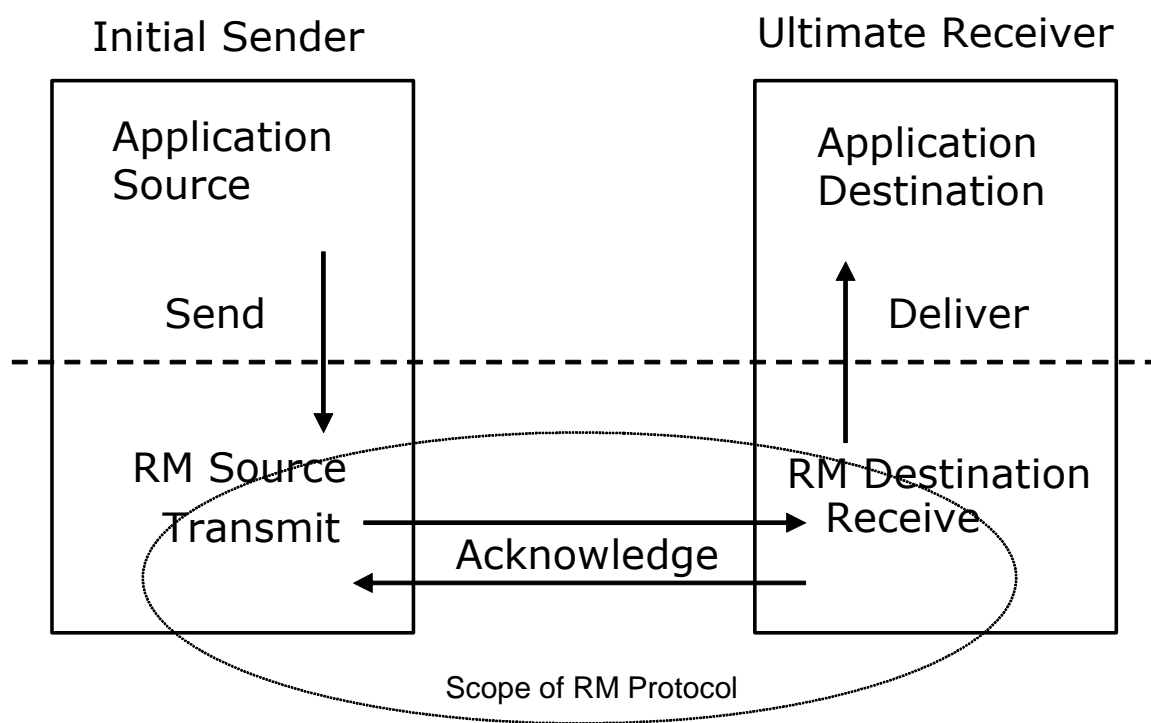 Initial Sender
Ultimate Receiver
Application
Source
Application
Destination
Send
Deliver
RM Source
Transmit
RM Destination
Receive
Acknowledge
Scope of RM Protocol